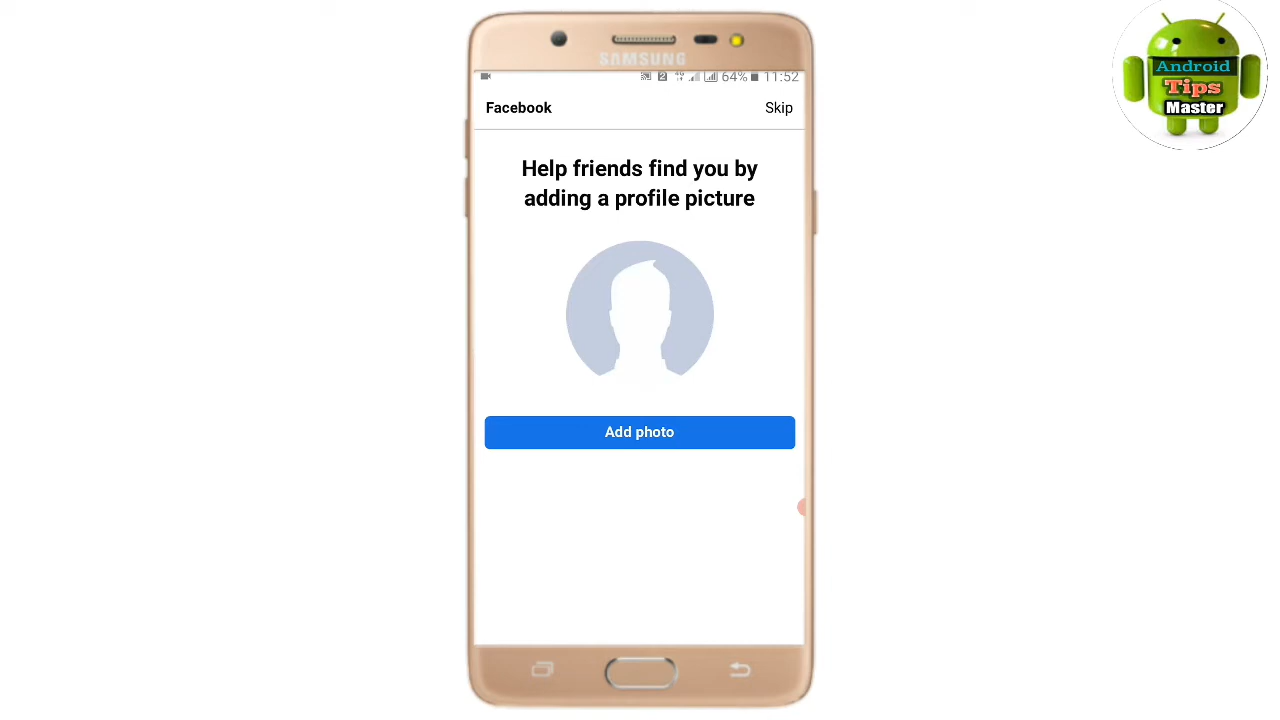 SAMSUNG
64% 11:52
Facebook
Skip
Help friends find you by
adding a profile picture
Add photo
Android
Tips
Master